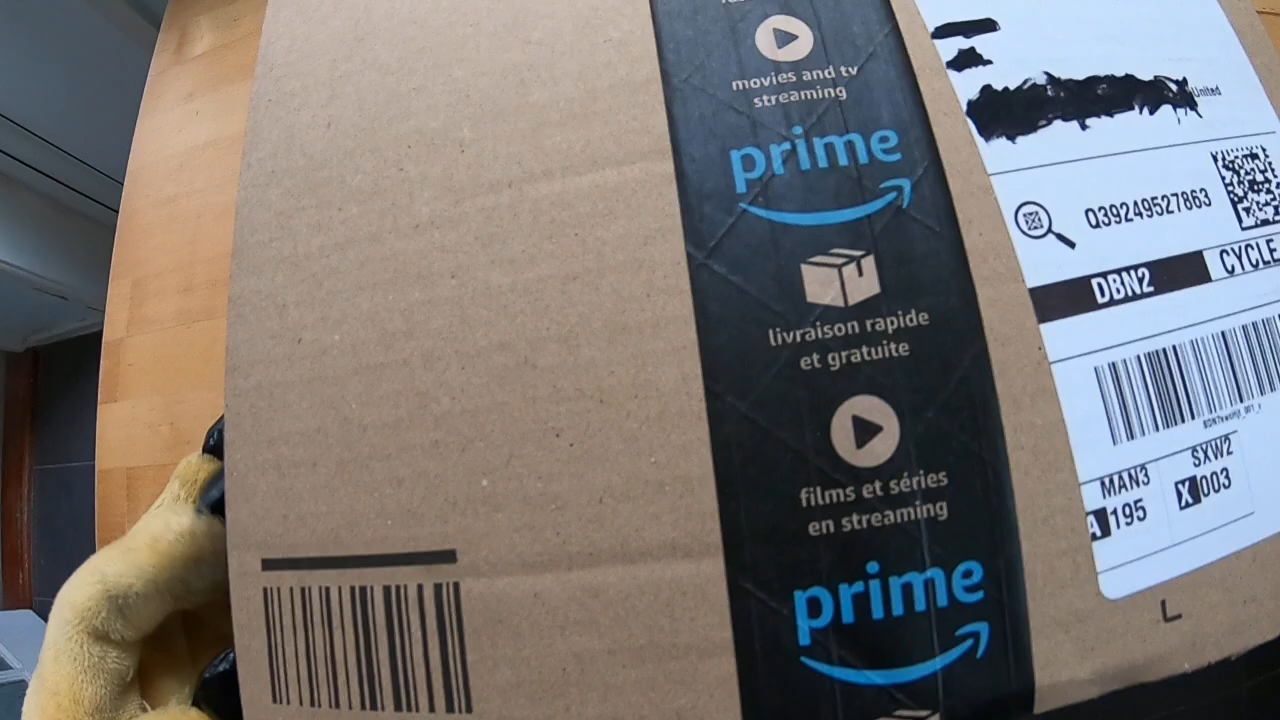 movies and tv
streaming
prime
livraison rapide
et gratuite
films et séries
en streaming
prime
United
Q39249527863
DBN2
CYCLE
MAN3
SXW2
A 195
X 003
L